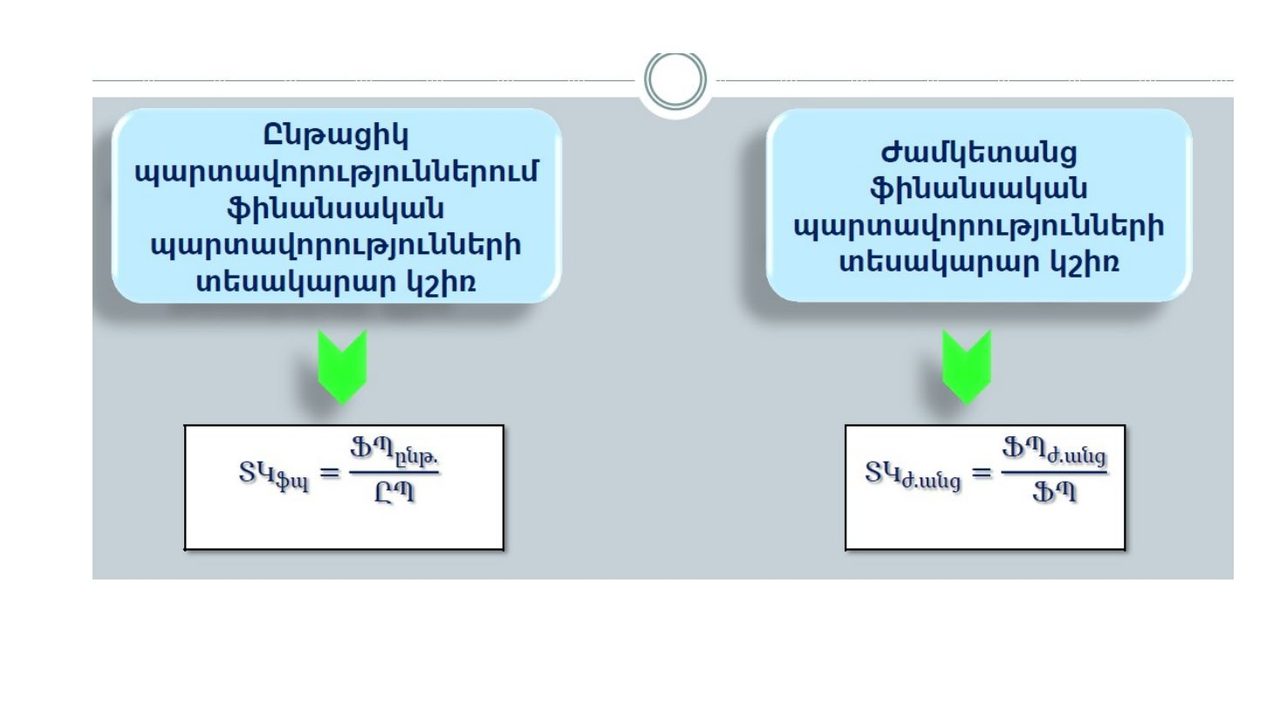 Ընթացիկ
պարտավորություններում
ֆինանսական
պարտավորությունների
տեսակարար կշիռ
ՏԿֆպ = ՖՊընթ. / ԸՊ
Ժամկետանց
ֆինանսական
պարտավորությունների
տեսակարար կշիռ
ՏԿժ.անց = ՖՊժ.անց / ՖՊ